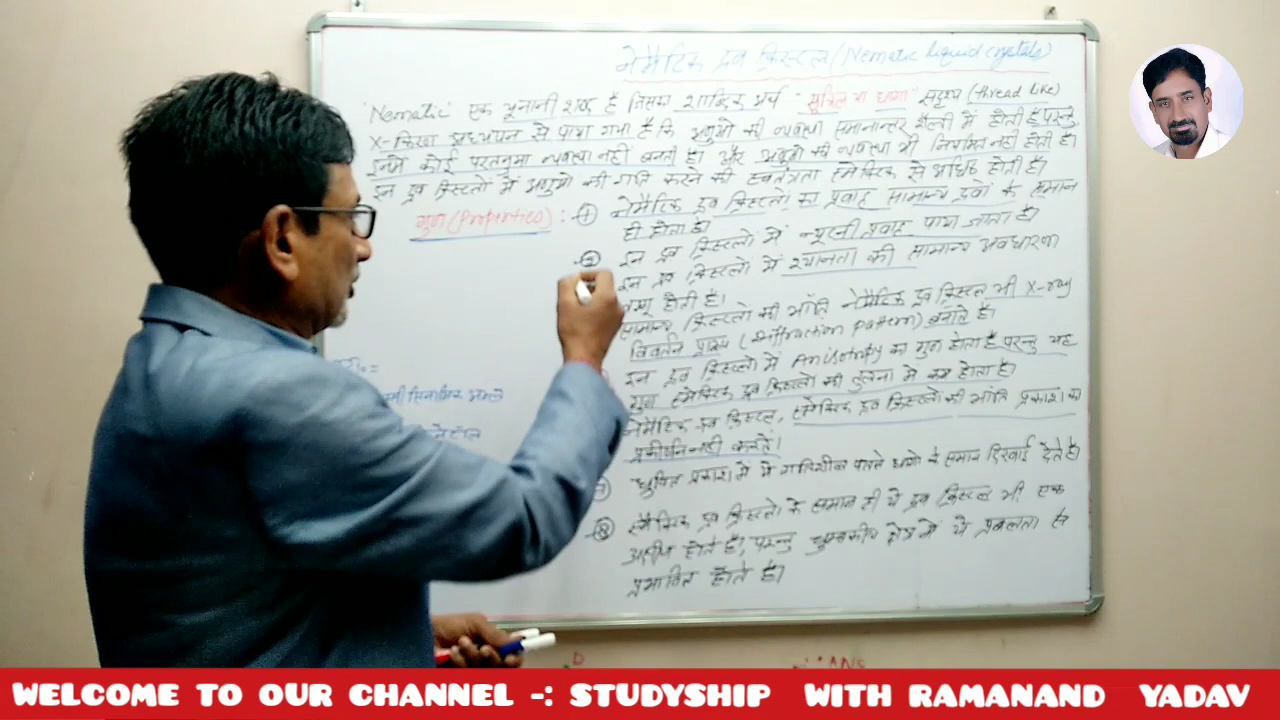 नेमैटिक द्रव क्रिस्टल (Nematic liquid crystals)
'Nematic' एक यूनानी शब्द है जिसका शाब्दिक अर्थ "सूत्रिल या धागा" सदृश्य (thread like)
X-किरण अध्ययन से पाया गया है कि अणुओं की व्यवस्था समानान्तर शैली में होती है परन्तु
इनमें कोई परतनुमा व्यवस्था नहीं बनती है। और अणुओं की व्यवस्था भी नियमित नहीं होती है।
इन द्रव क्रिस्टलों में अणुओं की गति करने की स्वतंत्रता स्मेक्टिक से अधिक होती है।
गुण (Properties) : ① नेमैटिक द्रव क्रिस्टलों का प्रवाह सामान्य द्रवों के समान
ही होता है।
② इन द्रव क्रिस्टलों में न्यूटनी प्रवाह पाया जाता है।
इन द्रव क्रिस्टलों में श्यानता की सामान्य अवधारणा
लागू होती है।
सामान्य क्रिस्टलों की भाँति नेमैटिक द्रव क्रिस्टल भी X-ray
विवर्तन प्रारूप (diffraction pattern) बनाते है।
इन द्रव क्रिस्टलों में Anisotropy का गुण होता है परन्तु यह
गुण स्मेक्टिक द्रव क्रिस्टलों की तुलना में कम होता है।
नेमैटिक द्रव क्रिस्टल, स्मेक्टिक द्रव क्रिस्टलों की भाँति प्रकाश का
प्रकीर्णन नहीं करते।
ध्रुवित प्रकाश में ये गतिशील पतले धागो के समान दिखाई देते है।
⑧ स्मैक्टिक द्रव क्रिस्टलों के समान ही ये द्रव क्रिस्टल भी एक
अक्षीय होते है, परन्तु चुम्बकीय क्षेत्र में ये प्रबलता से
प्रभावित होते है।
ANS
WELCOME TO OUR CHANNEL -: STUDYSHIP WITH RAMANAND YADAV